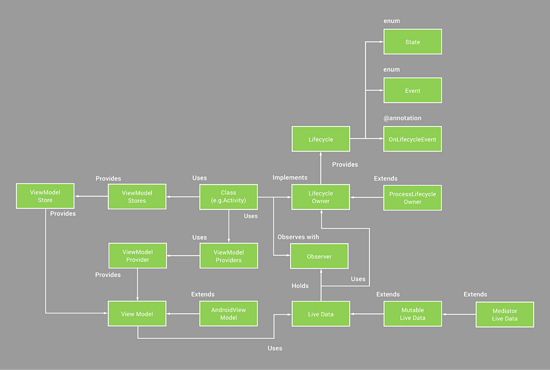 enum
State
enum
Event
@annotation
Lifecycle
OnLifecycleEvent
Provides
Provides
Uses
Implements
Extends
ViewModel
Store
ViewModel
Stores
Class
(e.g.Activity)
Lifecycle
Owner
ProcessLifecycle
Owner
Provides
Uses
Uses
Observes with
ViewModel
Provider
ViewModel
Providers
Observer
Provides
Holds
Uses
Extends
Extends
Extends
View Model
AndroidView
Model
Live Data
Mutable
Live Data
Mediator
Live Data
Uses